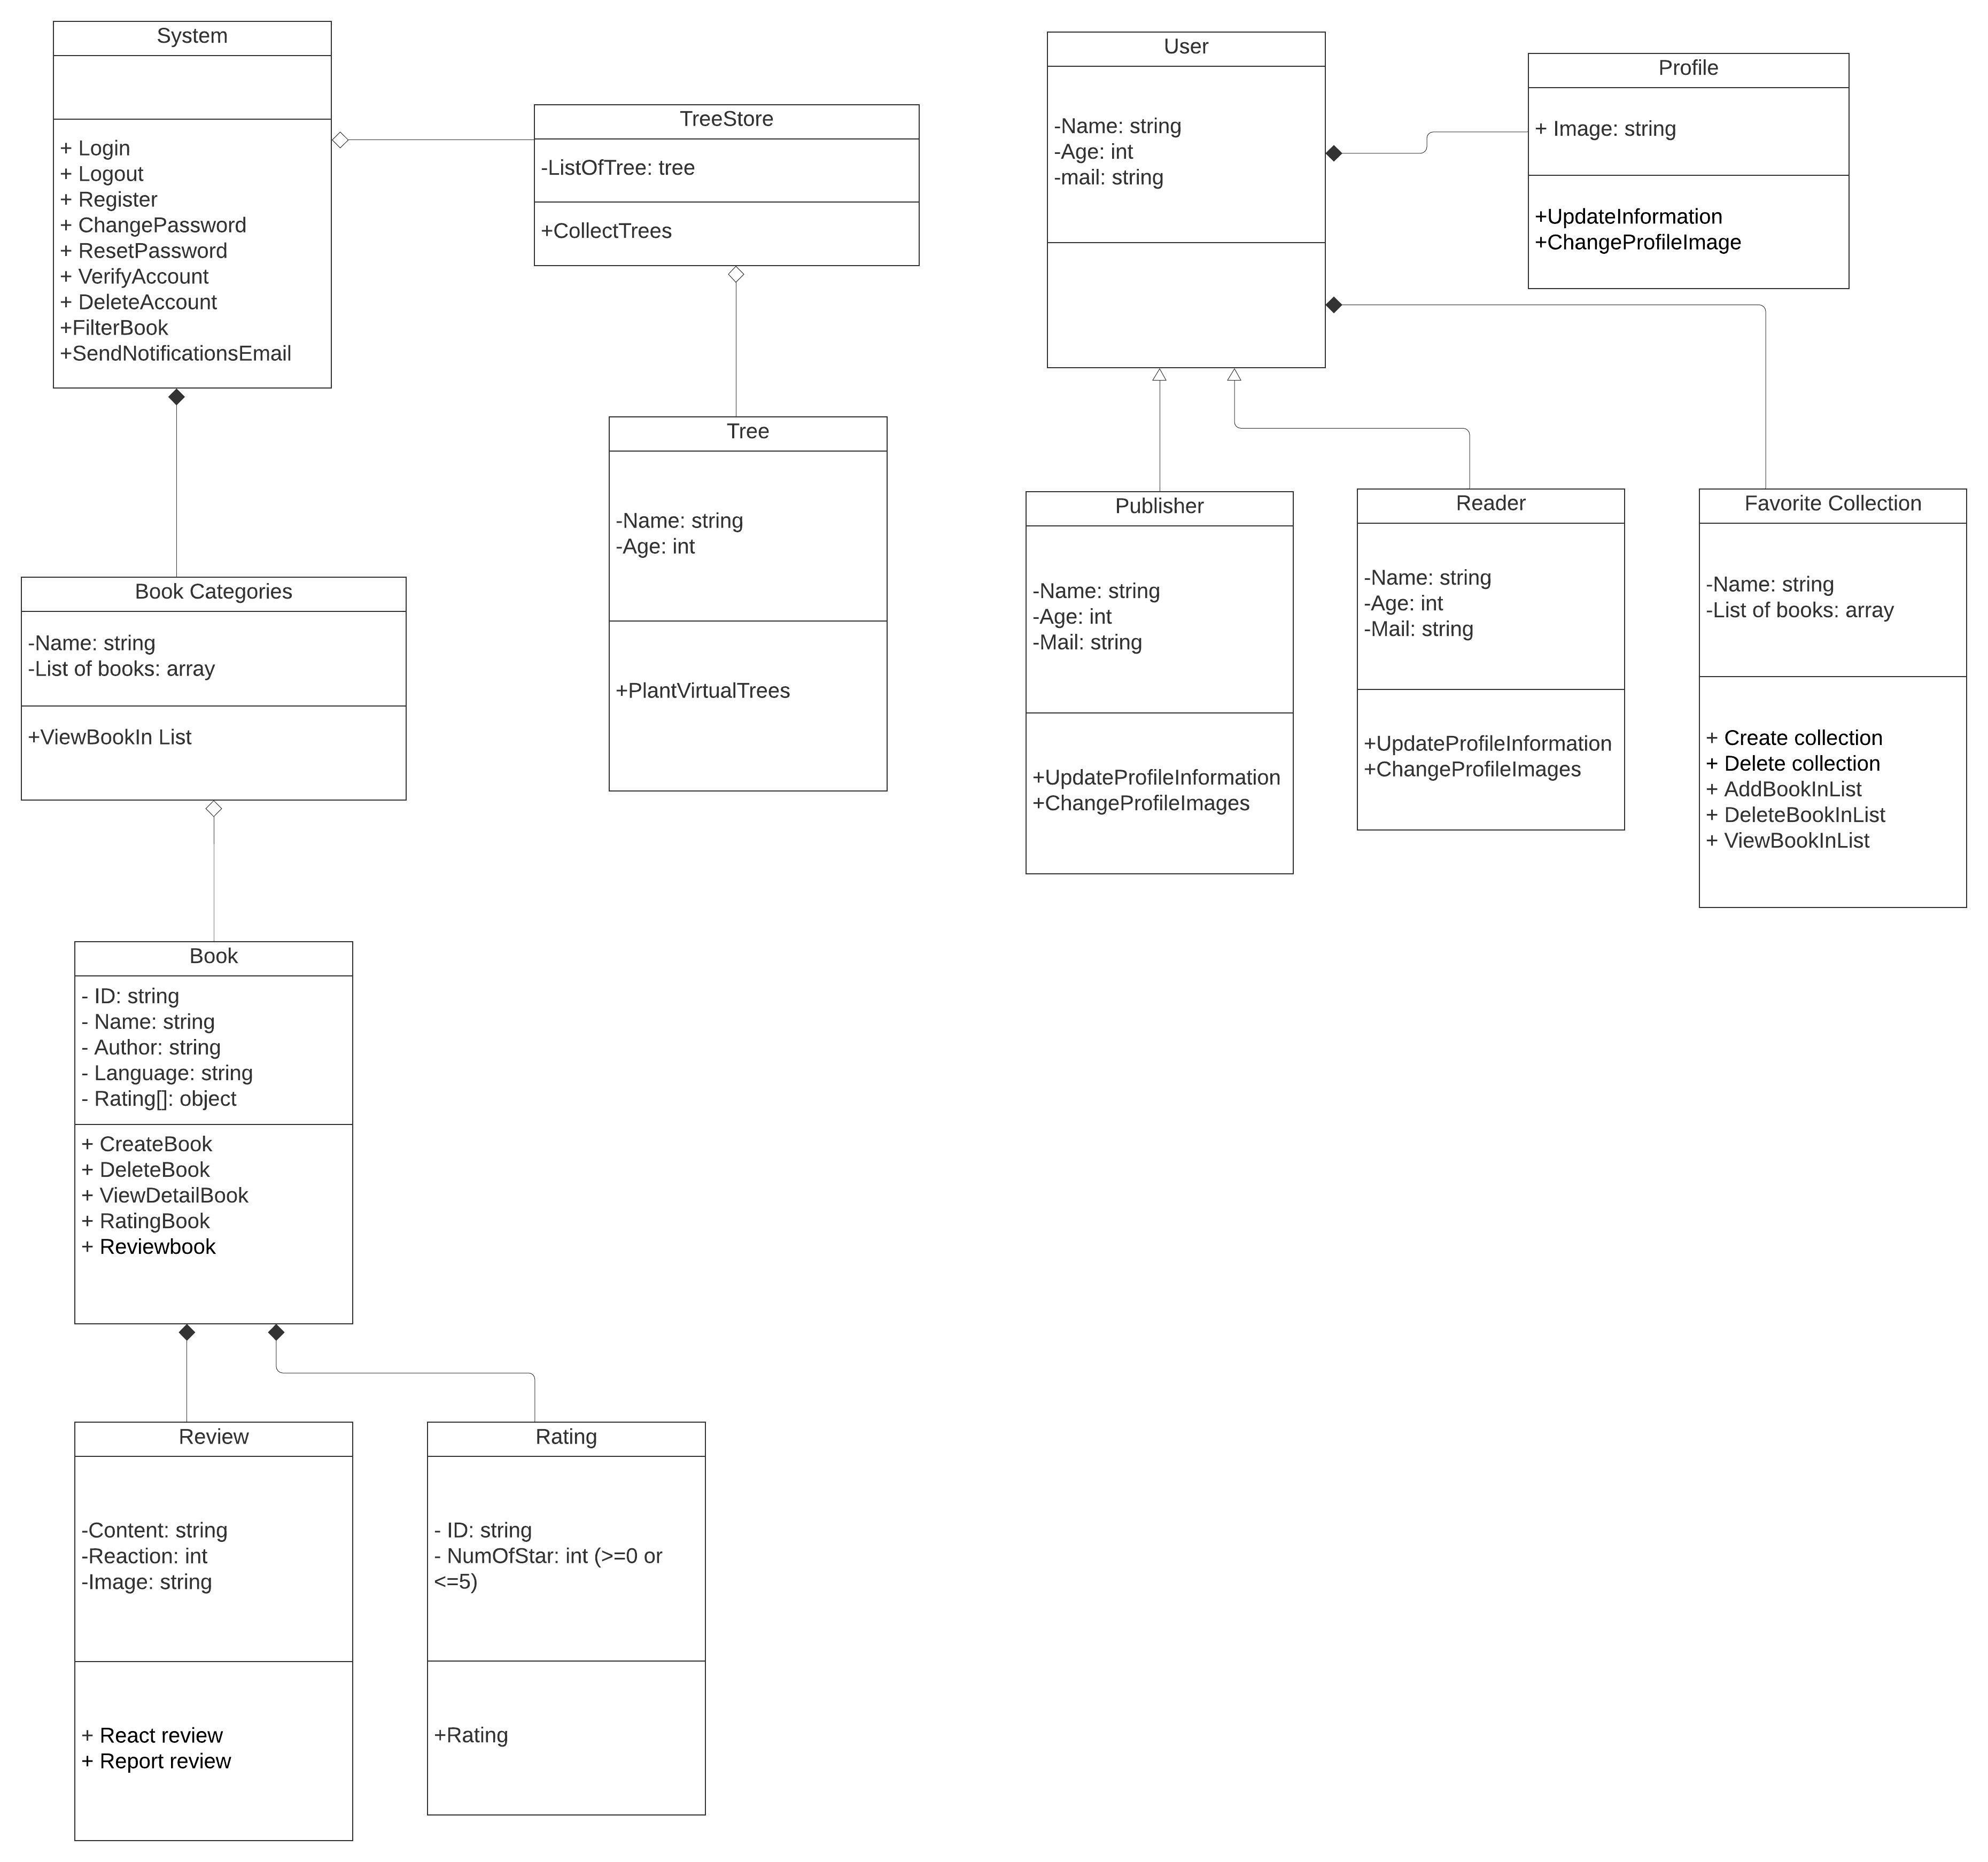 System
+ Login
+ Logout
+ Register
+ ChangePassword
+ ResetPassword
+ VerifyAccount
+ DeleteAccount
+FilterBook
+SendNotificationsEmail
TreeStore
-ListOfTree: tree
+CollectTrees
User
-Name: string
-Age: int
-mail: string
Profile
+ Image: string
+UpdateInformation
+ChangeProfileImage
Tree
-Name: string
-Age: int
+PlantVirtualTrees
Publisher
-Name: string
-Age: int
-Mail: string
+UpdateProfileInformation
+ChangeProfileImages
Reader
-Name: string
-Age: int
-Mail: string
+UpdateProfileInformation
+ChangeProfileImages
Favorite Collection
-Name: string
-List of books: array
+ Create collection
+ Delete collection
+ AddBookInList
+ DeleteBookInList
+ ViewBookInList
Book Categories
-Name: string
-List of books: array
+ViewBookIn List
Book
- ID: string
- Name: string
- Author: string
- Language: string
- Rating[]: object
+ CreateBook
+ DeleteBook
+ ViewDetailBook
+ RatingBook
+ Reviewbook
Review
-Content: string
-Reaction: int
-Image: string
+ React review
+ Report review
Rating
- ID: string
- NumOfStar: int (>=0 or
<=5)
+Rating